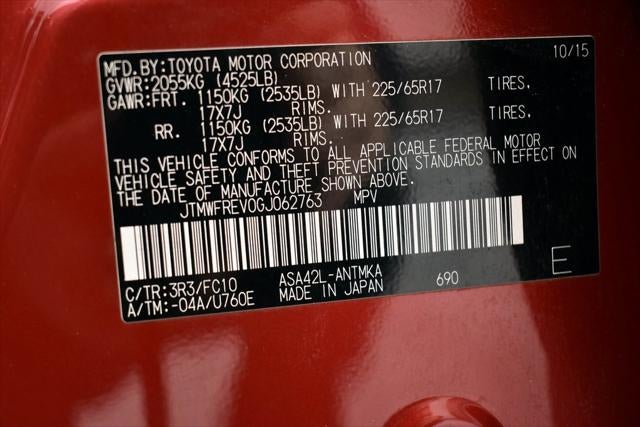 MFD.BY:TOYOTA MOTOR CORPORATION 10/15
GVWR:2055KG (4525LB)
GAWR:FRT. 1150KG (2535LB) WITH 225/65R17 TIRES.
17X7J RIMS.
RR. 1150KG (2535LB) WITH 225/65R17 TIRES.
17X7J RIMS.
THIS VEHICLE CONFORMS TO ALL APPLICABLE FEDERAL MOTOR
VEHICLE SAFETY AND THEFT PREVENTION STANDARDS IN EFFECT ON
THE DATE OF MANUFACTURE SHOWN ABOVE.
JTMWFREV0GJ062763 MPV
C/TR:3R3/FC10 ASA42L-ANTMKA 690 E
A/TM:-04A/U760E MADE IN JAPAN